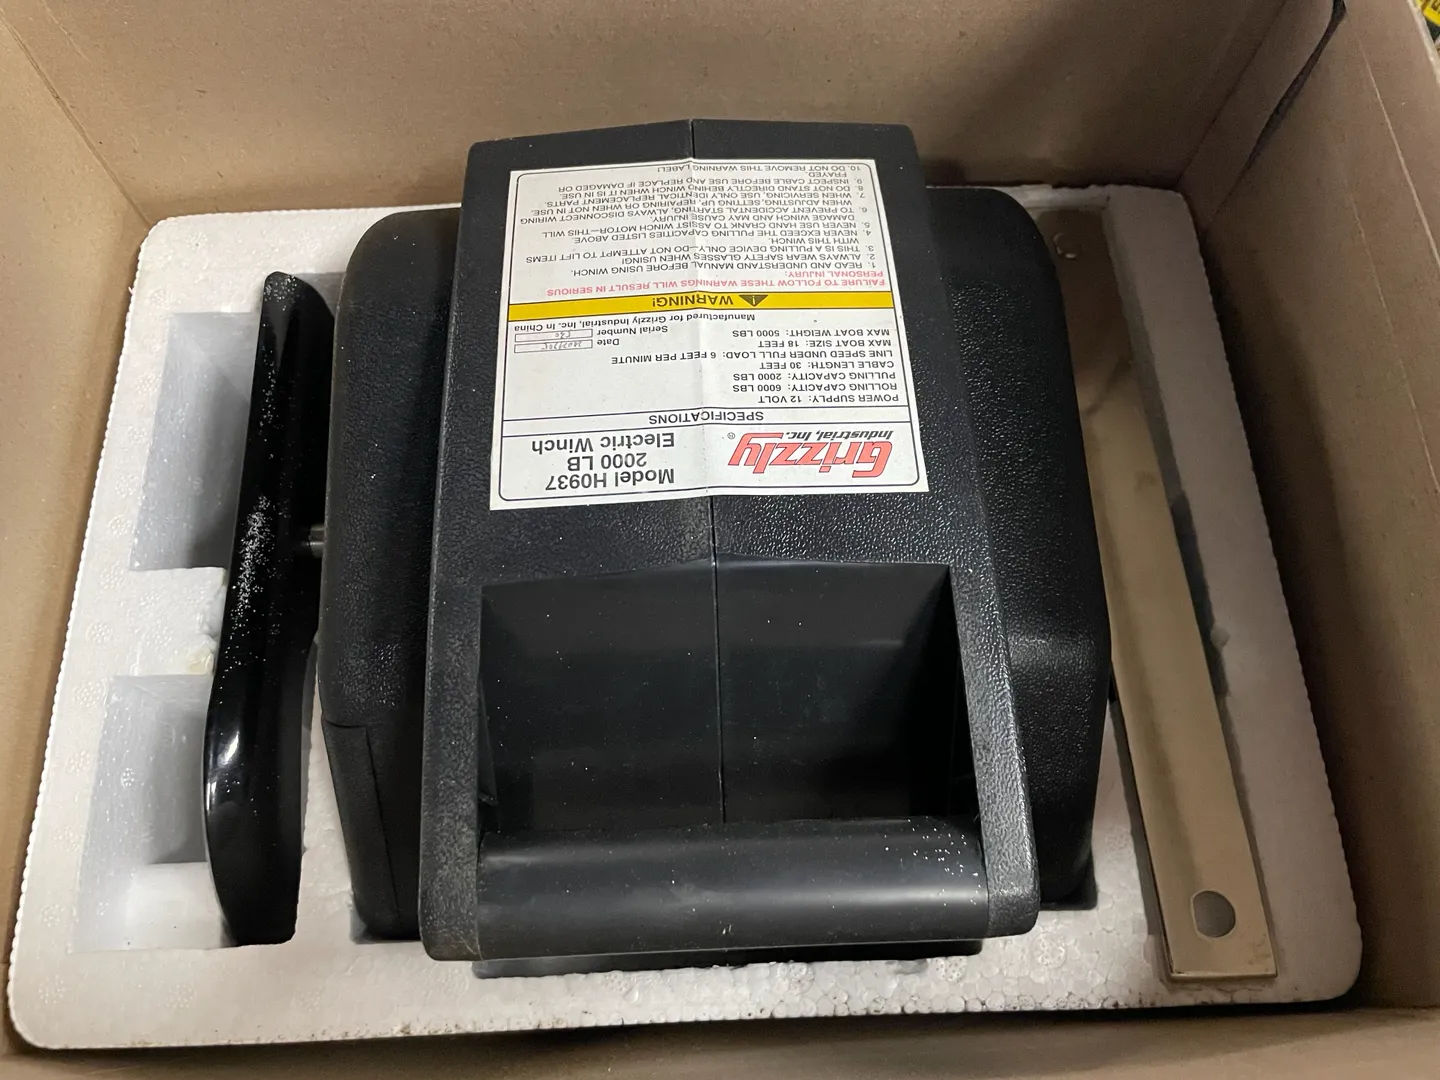 Grizzly ®
Industrial, Inc.
Model H0937
2000 LB
Electric Winch
SPECIFICATIONS
POWER SUPPLY: 12 VOLT
ROLLING CAPACITY: 6000 LBS
PULLING CAPACITY: 2000 LBS
CABLE LENGTH: 30 FEET
LINE SPEED UNDER FULL LOAD: 6 FEET PER MINUTE
MAX BOAT SIZE: 18 FEET
MAX BOAT WEIGHT: 5000 LBS
Date
Serial Number
Manufactured for Grizzly Industrial, Inc. in China
WARNING!
FAILURE TO FOLLOW THESE WARNINGS WILL RESULT IN SERIOUS
PERSONAL INJURY:
1. READ AND UNDERSTAND MANUAL BEFORE USING WINCH.
2. ALWAYS WEAR SAFETY GLASSES WHEN USING!
3. THIS IS A PULLING DEVICE ONLY—DO NOT ATTEMPT TO LIFT ITEMS
WITH THIS WINCH.
4. NEVER EXCEED THE PULLING CAPACITIES LISTED ABOVE.
5. NEVER USE HAND CRANK TO ASSIST MOTOR WINCH—THIS WILL
DAMAGE WINCH AND MAY CAUSE INJURY.
6. TO PREVENT ACCIDENTAL STARTING, ALWAYS DISCONNECT WIRING
WHEN ADJUSTING, SETTING UP, REPAIRING OR WHEN NOT IN USE.
7. WHEN SERVICING, USE ONLY IDENTICAL REPLACEMENT PARTS.
8. DO NOT STAND DIRECTLY BEHIND WINCH WHEN IT IS IN USE.
9. INSPECT CABLE BEFORE USE AND REPLACE IF DAMAGED OR
FRAYED.
10. DO NOT REMOVE THIS WARNING LABEL!